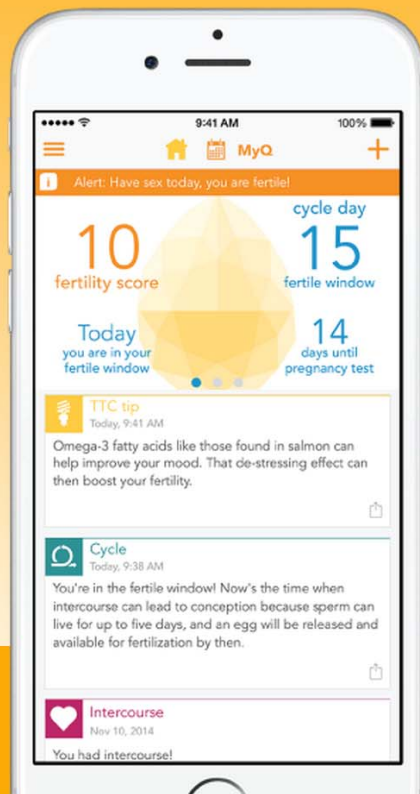 9:41 AM
100%
MyQ
i Alert: Have sex today, you are fertile!
10
fertility score
cycle day
15
fertile window
Today
you are in your
fertile window
14
days until
pregnancy test
TTC tip
Today, 9:41 AM
Omega-3 fatty acids like those found in salmon can
help improve your mood. That de-stressing effect can
then boost your fertility.
Cycle
Today, 9:38 AM
You're in the fertile window! Now's the time when
intercourse can lead to conception because sperm can
live for up to five days, and an egg will be released and
available for fertilization by then.
Intercourse
Nov 10, 2014
You had intercourse!